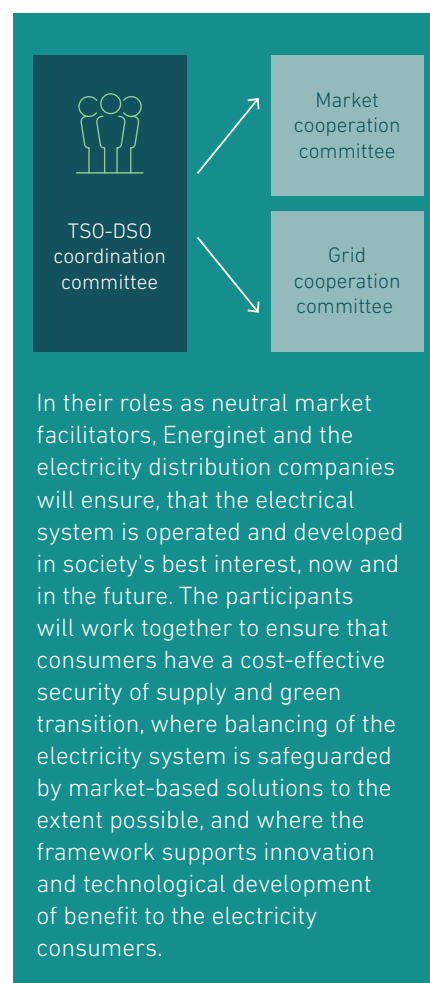 TSO-DSO
coordination
committee
Market
cooperation
committee
Grid
cooperation
committee
In their roles as neutral market
facilitators, Energinet and the
electricity distribution companies
will ensure, that the electrical
system is operated and developed
in society's best interest, now and
in the future. The participants
will work together to ensure that
consumers have a cost-effective
security of supply and green
transition, where balancing of the
electricity system is safeguarded
by market-based solutions to the
extent possible, and where the
framework supports innovation
and technological development
of benefit to the electricity
consumers.